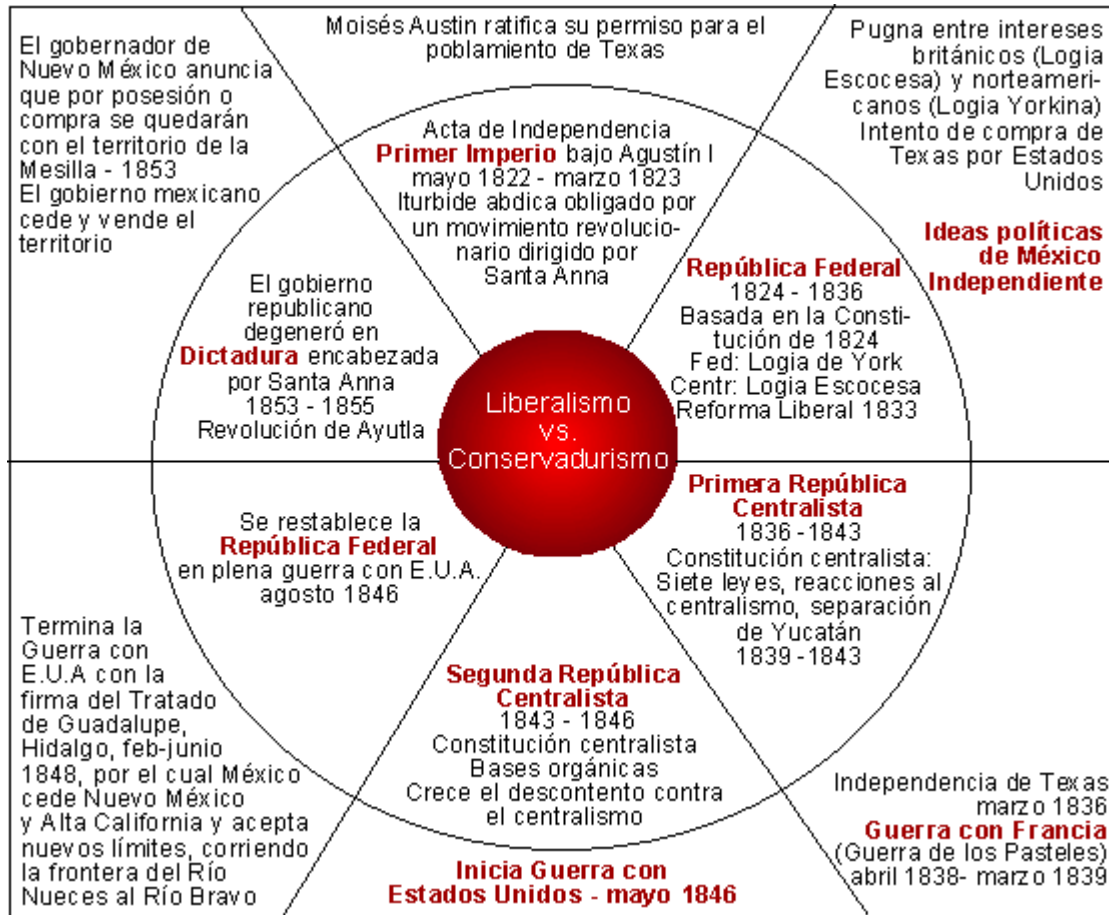 Moisés Austin ratifica su permiso para el
poblamiento de Texas
Acta de Independencia
Primer Imperio bajo Agustín I
mayo 1822 - marzo 1823
Iturbide abdica obligado por
un movimiento revolucio-
nario dirigido por
Santa Anna
Pugna entre intereses
británicos (Logia
Escocesa) y norteameri-
canos (Logia Yorkina)
Intento de compra de
Texas por Estados
Unidos
Ideas políticas
de México
Independiente
República Federal
1824 - 1836
Basada en la Consti-
tución de 1824
Fed: Logia de York
Centr: Logia Escocesa
Reforma Liberal 1833
Primera República
Centralista
1836 -1843
Constitución centralista:
Siete leyes, reacciones al
centralismo, separación
de Yucatán
1839 -1843
Independencia de Texas
marzo 1836
Guerra con Francia
(Guerra de los Pasteles)
abril 1838- marzo 1839
Segunda República
Centralista
1843 - 1846
Constitución centralista
Bases orgánicas
Crece el descontento contra
el centralismo
Inicia Guerra con
Estados Unidos - mayo 1846
Se restablece la
República Federal
en plena guerra con E.U.A.
agosto 1846
Termina la
Guerra con
E.U.A con la
firma del Tratado
de Guadalupe,
Hidalgo, feb-junio
1848, por el cual México
cede Nuevo México
y Alta California y acepta
nuevos límites, corriendo
la frontera del Río
Nueces al Río Bravo
El gobierno
republicano
degeneró en
Dictadura encabezada
por Santa Anna
1853 - 1855
Revolución de Ayutla
El gobernador de
Nuevo México anuncia
que por posesión o
compra se quedarán
con el territorio de la
Mesilla - 1853
El gobierno mexicano
cede y vende el
territorio
Liberalismo
vs.
Conservadurismo